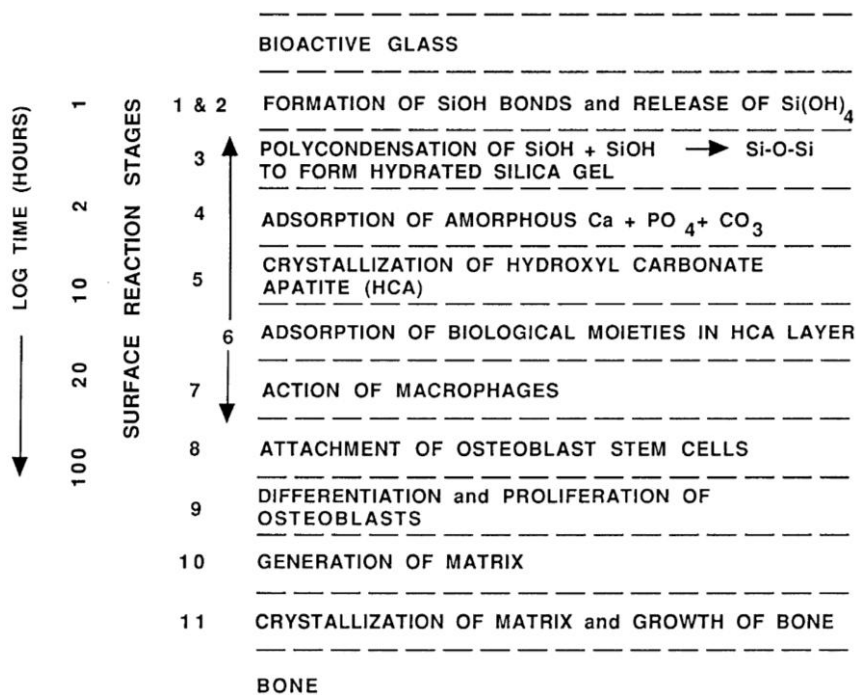 BIOACTIVE GLASS
LOG TIME (HOURS)
1
2
10
20
100
SURFACE REACTION STAGES
1 & 2 FORMATION OF SiOH BONDS and RELEASE OF Si(OH)4
3 POLYCONDENSATION OF SiOH + SiOH → Si-O-Si
TO FORM HYDRATED SILICA GEL
4 ADSORPTION OF AMORPHOUS Ca + PO4 + CO3
5 CRYSTALLIZATION OF HYDROXYL CARBONATE
APATITE (HCA)
6 ADSORPTION OF BIOLOGICAL MOIETIES IN HCA LAYER
7 ACTION OF MACROPHAGES
8 ATTACHMENT OF OSTEOBLAST STEM CELLS
9 DIFFERENTIATION and PROLIFERATION OF
OSTEOBLASTS
10 GENERATION OF MATRIX
11 CRYSTALLIZATION OF MATRIX and GROWTH OF BONE
BONE